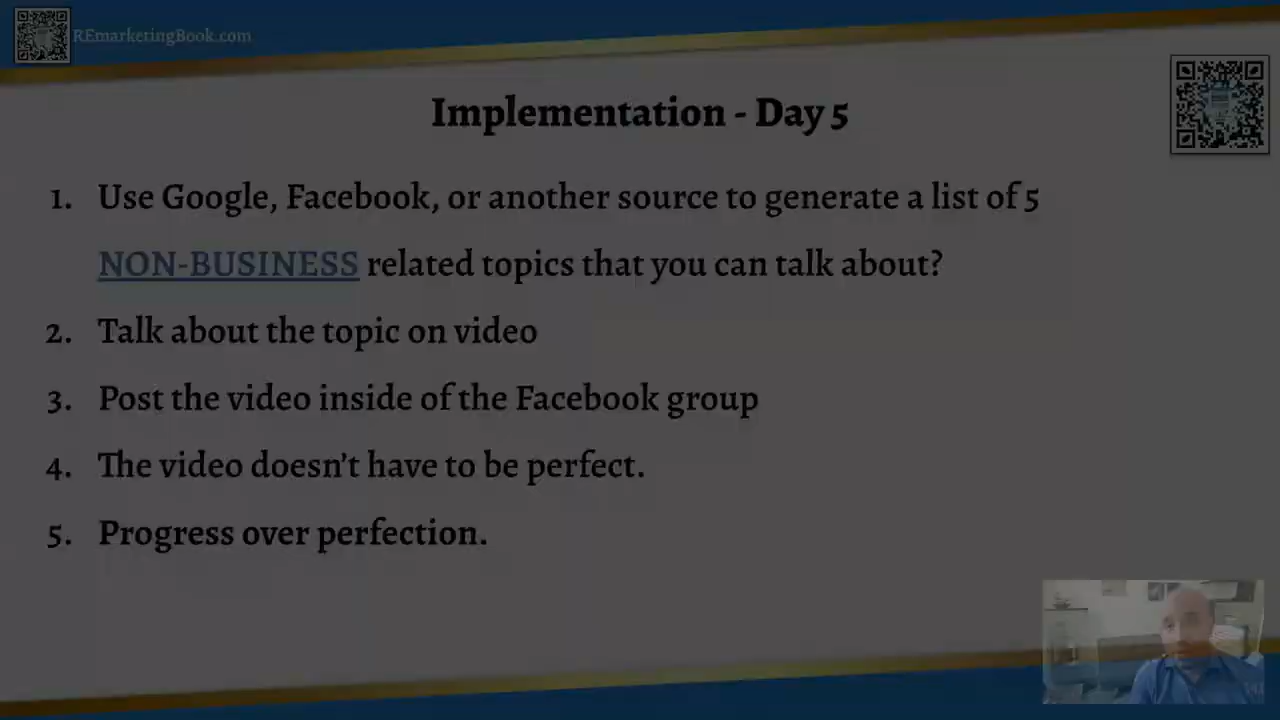 REmarketingBook.com
Implementation - Day 5
1. Use Google, Facebook, or another source to generate a list of 5
NON-BUSINESS related topics that you can talk about?
2. Talk about the topic on video
3. Post the video inside of the Facebook group
4. The video doesn't have to be perfect.
5. Progress over perfection.